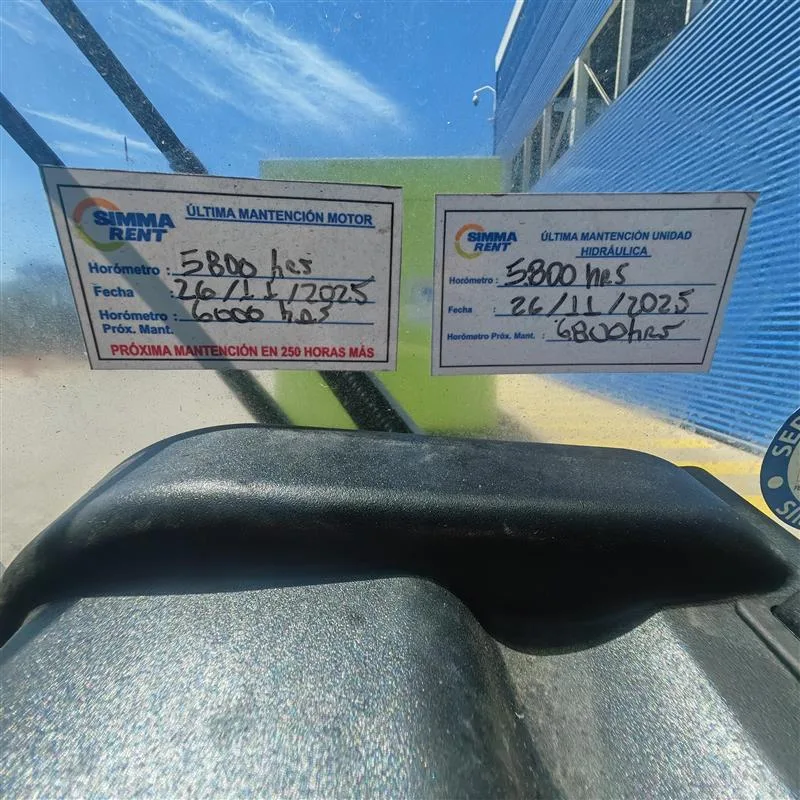 SIMMA RENT
ÚLTIMA MANTENCIÓN MOTOR
Horómetro : 5800 hrs
Fecha : 26/11/2025
Horómetro : 6000 hrs
Próx. Mant.
PRÓXIMA MANTENCIÓN EN 250 HORAS MÁS
SIMMA RENT
ÚLTIMA MANTENCIÓN UNIDAD
HIDRÁULICA
Horómetro : 5800 hrs
Fecha : 26/11/2025
Horómetro Próx. Mant. : 6800hrs